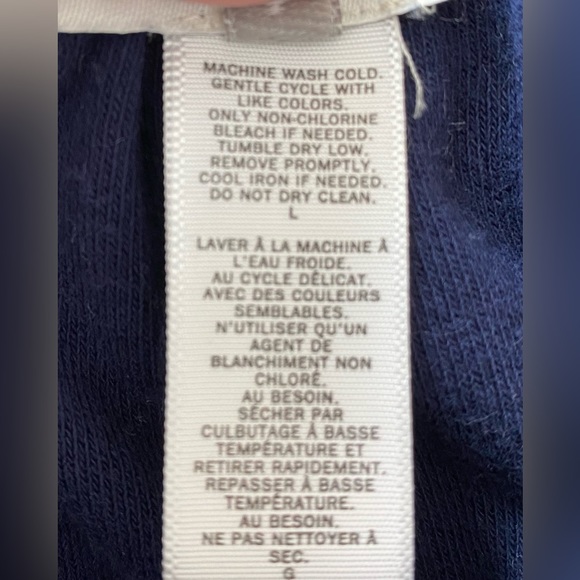 MACHINE WASH COLD.
GENTLE CYCLE WITH
LIKE COLORS.
ONLY NON-CHLORINE
BLEACH IF NEEDED.
TUMBLE DRY LOW,
REMOVE PROMPTLY.
COOL IRON IF NEEDED.
DO NOT DRY CLEAN.
L
LAVER À LA MACHINE À
L'EAU FROIDE.
AU CYCLE DÉLICAT.
AVEC DES COULEURS
SEMBLABLES.
N'UTILISER QU'UN
AGENT DE
BLANCHIMENT NON
CHLORÉ.
AU BESOIN.
SÉCHER PAR
CULBUTAGE À BASSE
TEMPÉRATURE ET
RETIRER RAPIDEMENT.
REPASSER À BASSE
TEMPÉRATURE.
AU BESOIN.
NE PAS NETTOYER À
SEC.
G